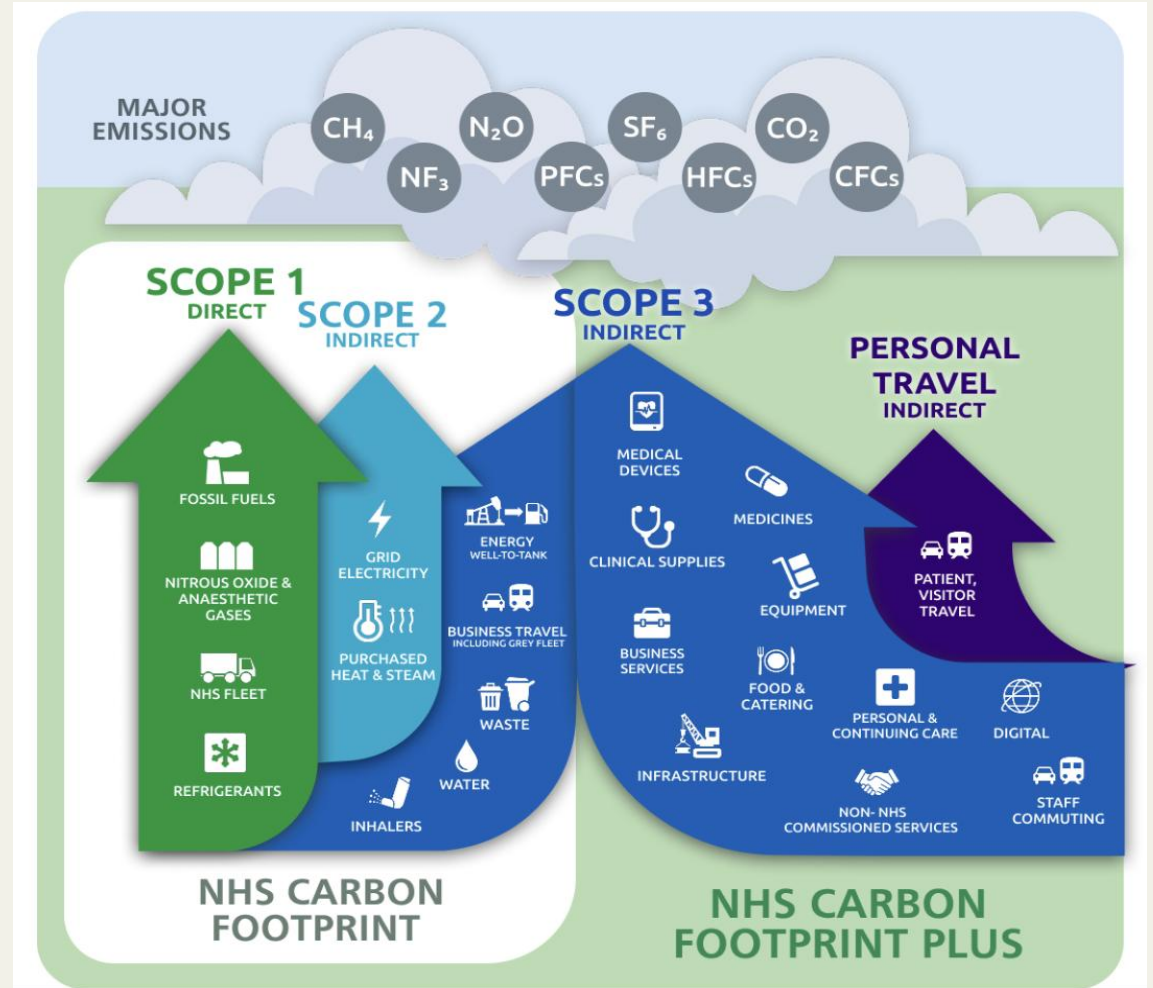 MAJOR
EMISSIONS
CH₄
N₂O
SF₆
CO₂
NF₃
PFCs
HFCs
CFCs
SCOPE 1
DIRECT
SCOPE 2
INDIRECT
SCOPE 3
INDIRECT
PERSONAL
TRAVEL
INDIRECT
FOSSIL FUELS
NITROUS OXIDE &
ANAESTHETIC
GASES
NHS FLEET
REFRIGERANTS
GRID
ELECTRICITY
PURCHASED
HEAT & STEAM
ENERGY
WELL-TO-TANK
BUSINESS TRAVEL
INCLUDING GREY FLEET
WASTE
WATER
INHALERS
MEDICAL
DEVICES
MEDICINES
CLINICAL SUPPLIES
EQUIPMENT
BUSINESS
SERVICES
FOOD &
CATERING
INFRASTRUCTURE
PERSONAL &
CONTINUING CARE
DIGITAL
NON- NHS
COMMISSIONED SERVICES
STAFF
COMMUTING
PATIENT,
VISITOR
TRAVEL
NHS CARBON
FOOTPRINT
NHS CARBON
FOOTPRINT PLUS